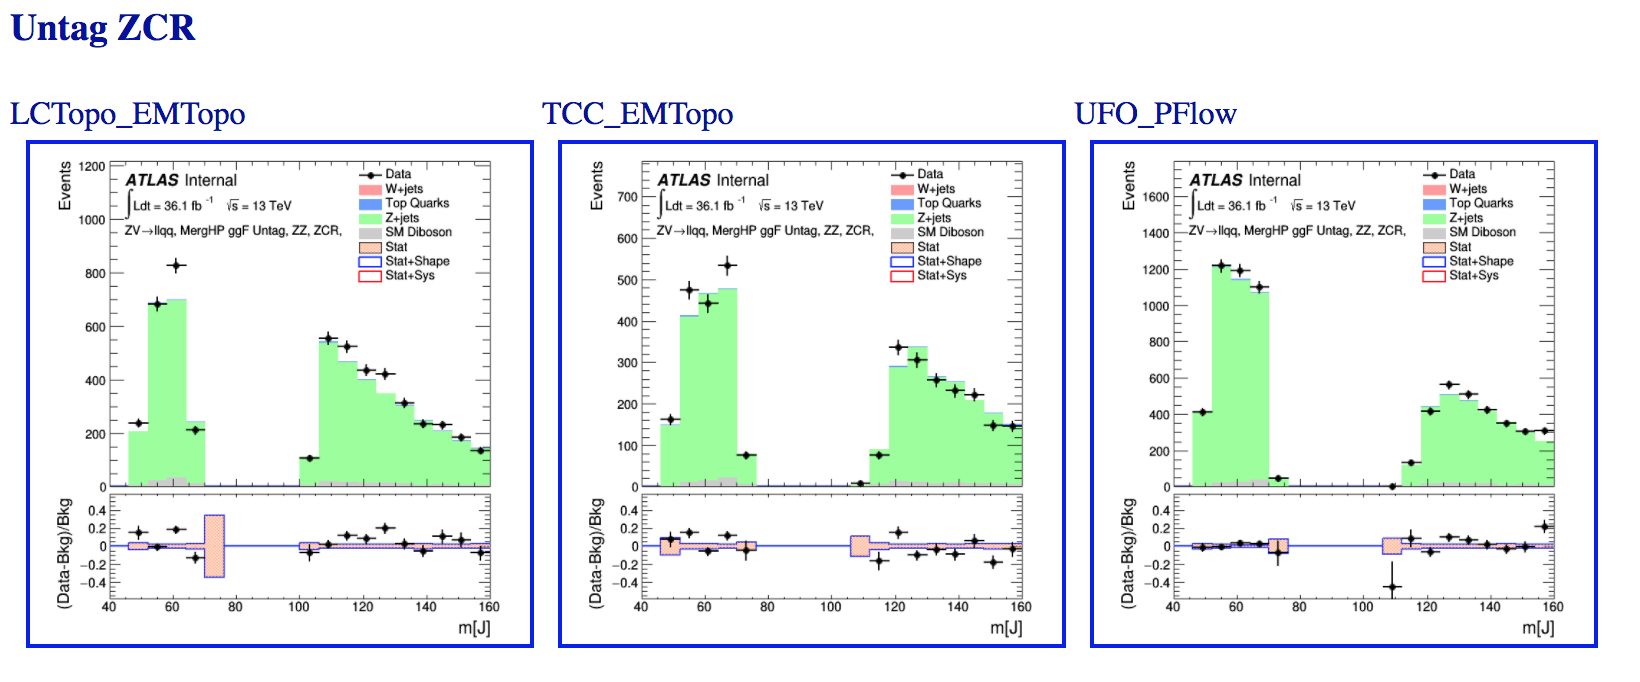 Untag ZCR
LCTopo_EMTopo
TCC_EMTopo
UFO_PFlow
Events
1200
1000
800
600
400
200
0
ATLAS Internal
∫Ldt = 36.1 fb -1 √s = 13 TeV
ZV→llqq, MergHP ggF Untag, ZZ, ZCR,
Data
W+jets
Top Quarks
Z+jets
SM Diboson
Stat
Stat+Shape
Stat+Sys
(Data-Bkg)/Bkg
0.4
0.2
0
−0.2
−0.4
40 60 80 100 120 140 160
m[J]
Events
700
600
500
400
300
200
100
0
ATLAS Internal
∫Ldt = 36.1 fb -1 √s = 13 TeV
ZV→llqq, MergHP ggF Untag, ZZ, ZCR,
Data
W+jets
Top Quarks
Z+jets
SM Diboson
Stat
Stat+Shape
Stat+Sys
(Data-Bkg)/Bkg
0.4
0.2
0
−0.2
−0.4
40 60 80 100 120 140 160
m[J]
Events
1600
1400
1200
1000
800
600
400
200
0
ATLAS Internal
∫Ldt = 36.1 fb -1 √s = 13 TeV
ZV→llqq, MergHP ggF Untag, ZZ, ZCR,
Data
W+jets
Top Quarks
Z+jets
SM Diboson
Stat
Stat+Shape
Stat+Sys
(Data-Bkg)/Bkg
0.4
0.2
0
−0.2
−0.4
40 60 80 100 120 140 160
m[J]